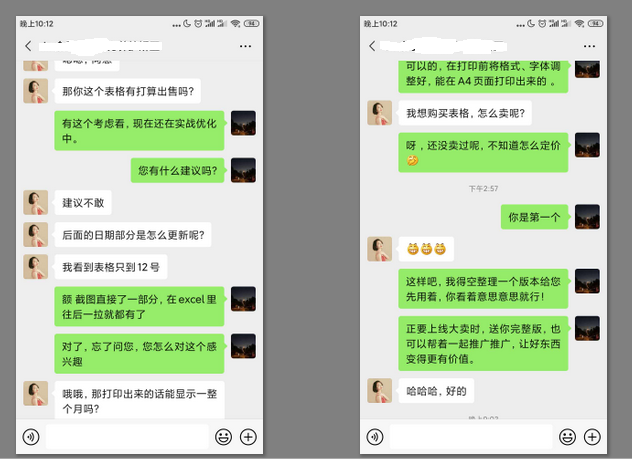 晚上10:12
94
嗯嗯，同意
那你这个表格有打算出售吗?
有这个考虑看，现在还在实战优化
中。
您有什么建议吗?
建议不敢
后面的日期部分是怎么更新呢?
我看到表格只到12号
额 截图直接了一部分，在excel里
往后一拉就都有了
对了，忘了问您，您怎么对这个感
兴趣
哦哦，那打印出来的话能显示一整
个月吗?
晚上10:12
94
可以的，在打印前将格式、字体调
整好，能在A4页面打印出来的 。
我想购买表格，怎么卖呢?
呀 ，还没卖过呢，不知道怎么定价
下午2:57
你是第一个
这样吧，我得空整理一个版本给您
先用着，你看着意思意思就行!
正要上线大卖时，送你完整版，也
可以帮着一起推广推广，让好东西
变得更有价值。
哈哈哈，好的